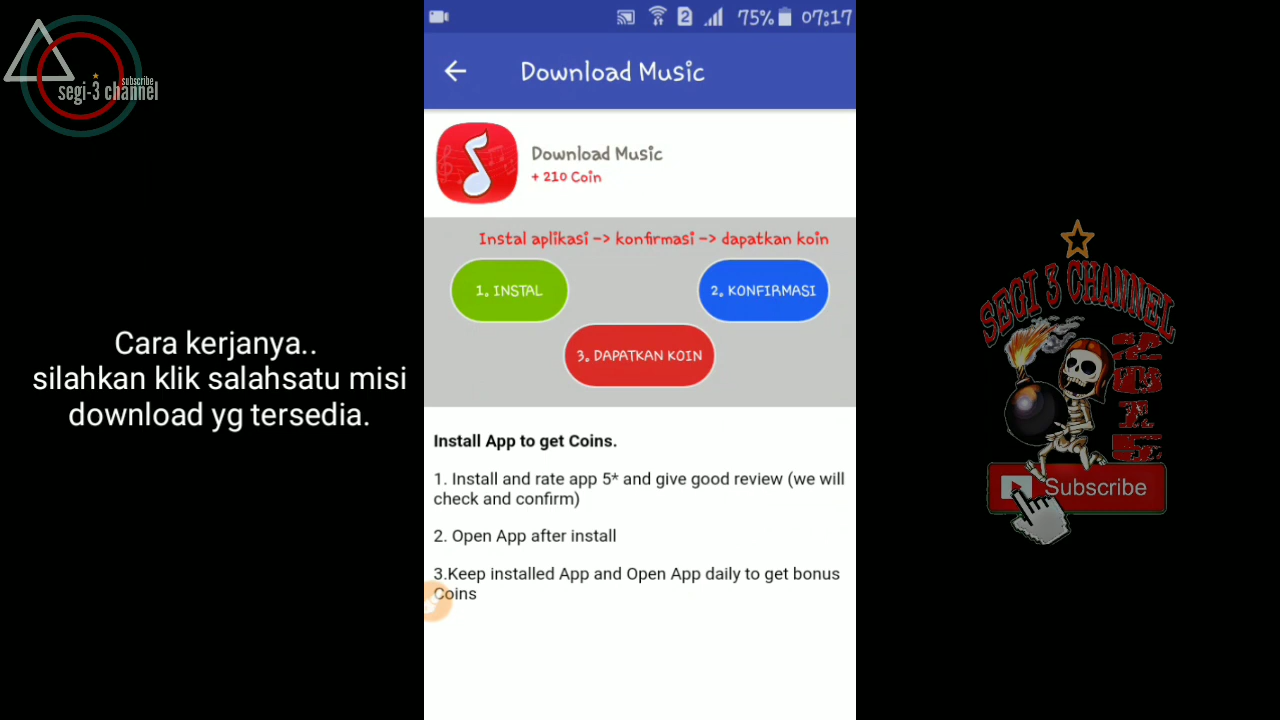 subscribe
segi-3 channel
2
75%
07:17
Download Music
Download Music
+ 210 Coin
Instal aplikasi -> konfirmasi -> dapatkan koin
1. INSTAL
2. KONFIRMASI
3. DAPATKAN KOIN
Install App to get Coins.
1. Install and rate app 5* and give good review (we will
check and confirm)
2. Open App after install
3.Keep installed App and Open App daily to get bonus
Coins
Cara kerjanya..
silahkan klik salahsatu misi
download yg tersedia.
SEGI 3 CHANNEL
Subscribe